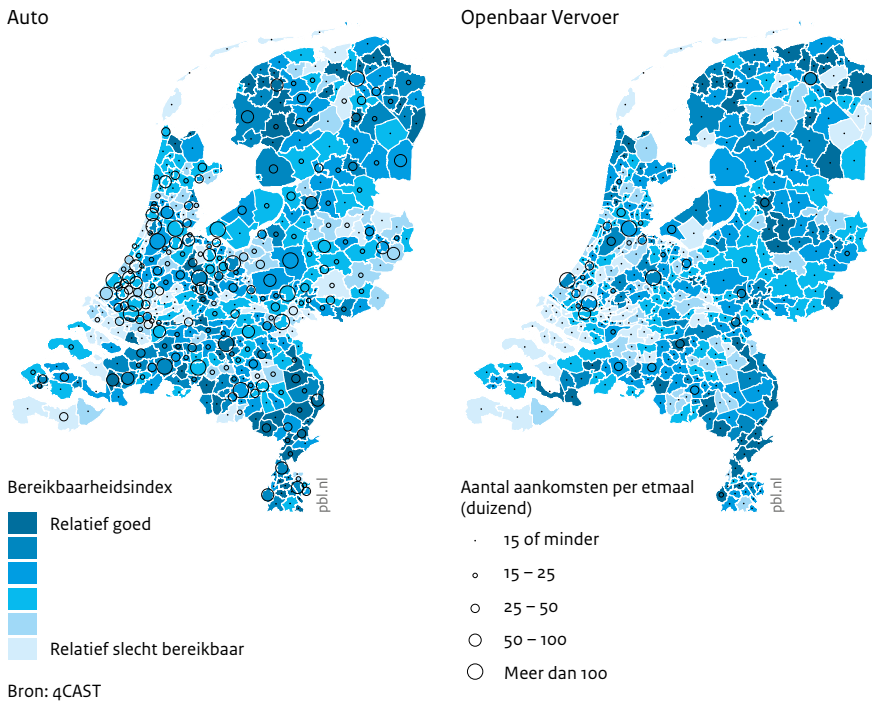 Auto
Openbaar Vervoer
Bereikbaarheidsindex
Relatief goed
Relatief slecht bereikbaar
pbl.nl
Aantal aankomsten per etmaal
(duizend)
15 of minder
15 – 25
25 – 50
50 – 100
Meer dan 100
pbl.nl
Bron: 4CAST